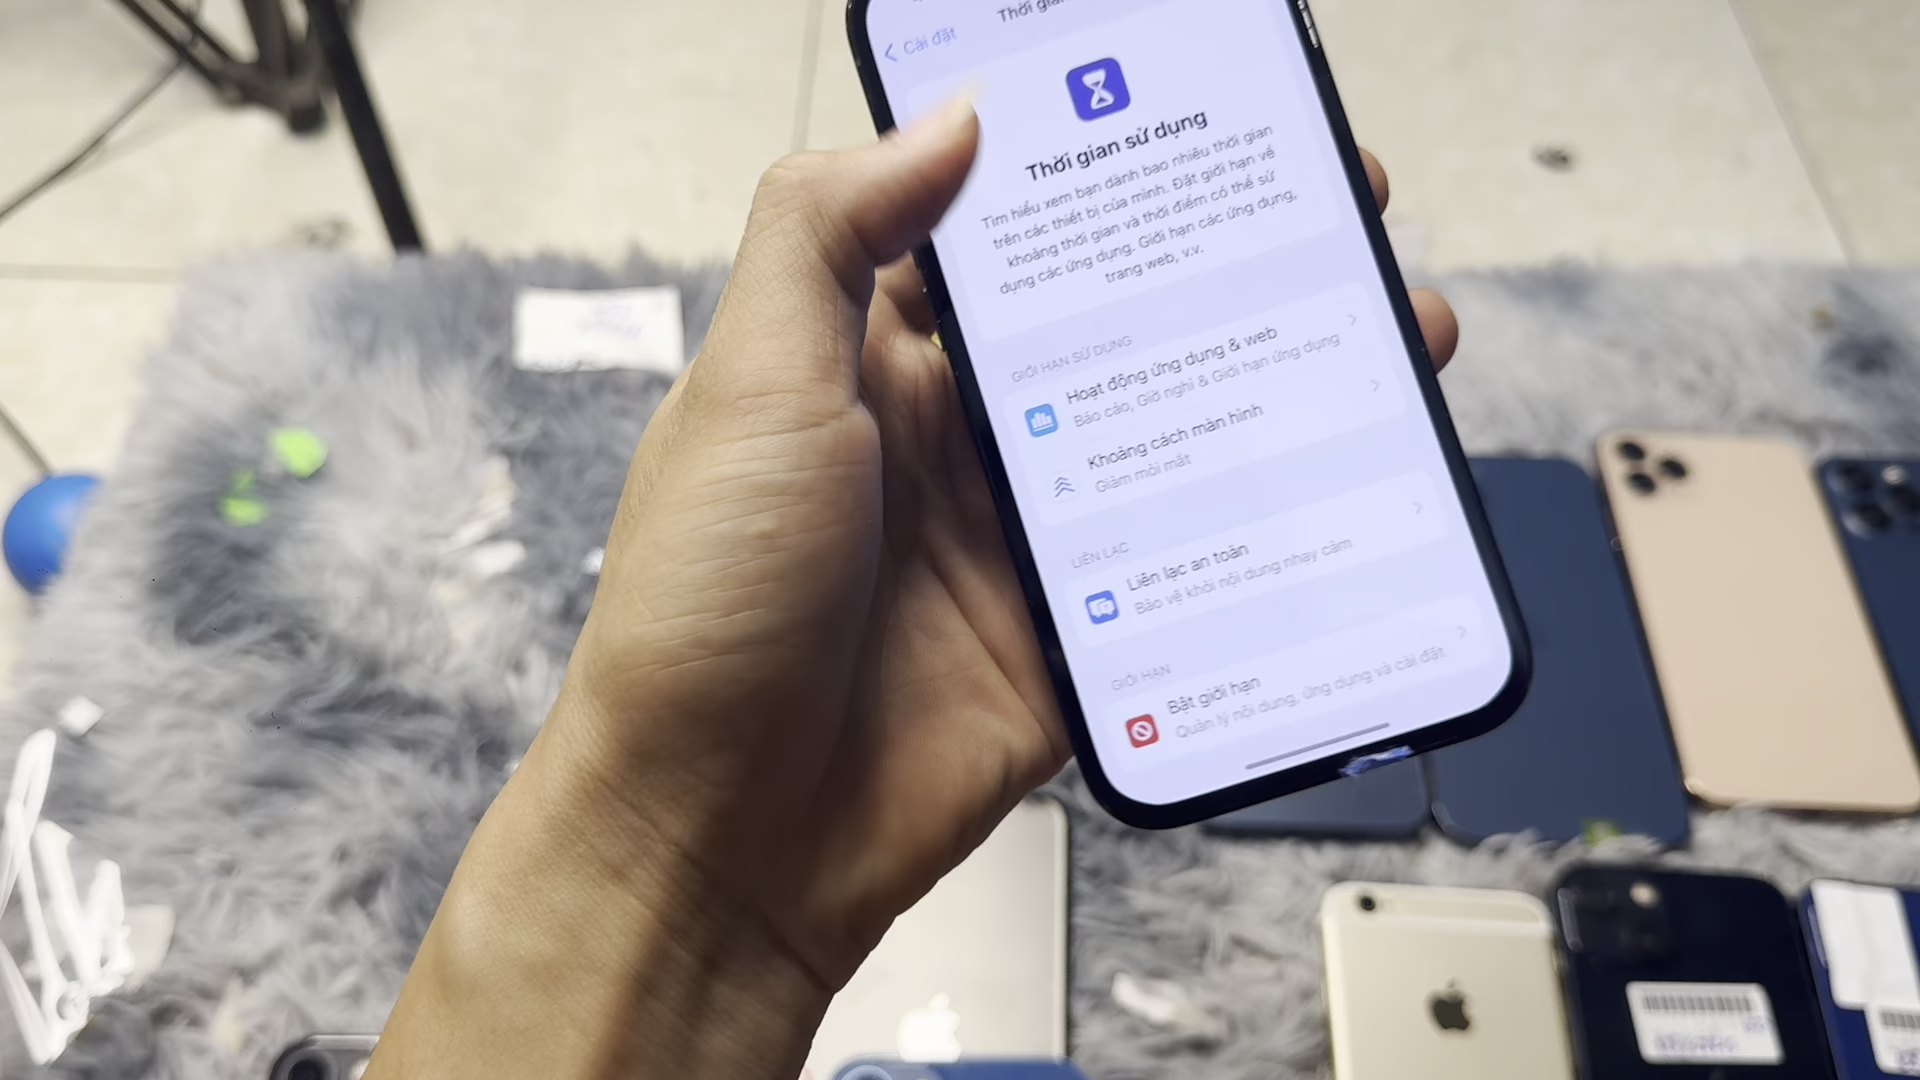 Cài đặt
Thời gian
Thời gian sử dụng
Tìm hiểu xem bạn dành bao nhiêu thời gian
trên các thiết bị của mình. Đặt giới hạn về
khoảng thời gian và thời điểm có thể sử
dụng các ứng dụng. Giới hạn các ứng dụng,
trang web, v.v.
GIỚI HẠN SỬ DỤNG
Hoạt động ứng dụng & web
Báo cáo, Giờ nghỉ & Giới hạn ứng dụng
Khoảng cách màn hình
Giảm mỏi mắt
LIÊN LẠC
Liên lạc an toàn
Bảo vệ khỏi nội dung nhạy cảm
GIỚI HẠN
Bật giới hạn
Quản lý nội dung, ứng dụng và cài đặt